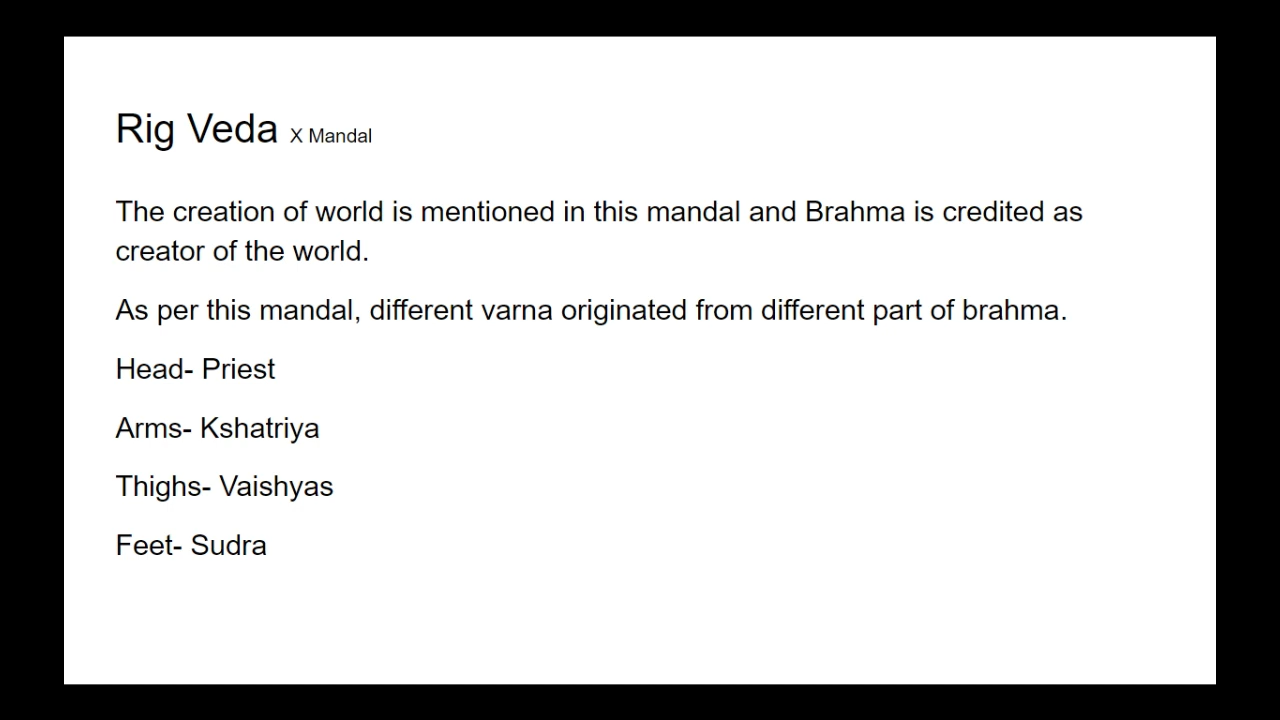 Rig Veda X Mandal
The creation of world is mentioned in this mandal and Brahma is credited as
creator of the world.
As per this mandal, different varna originated from different part of brahma.
Head- Priest
Arms- Kshatriya
Thighs- Vaishyas
Feet- Sudra